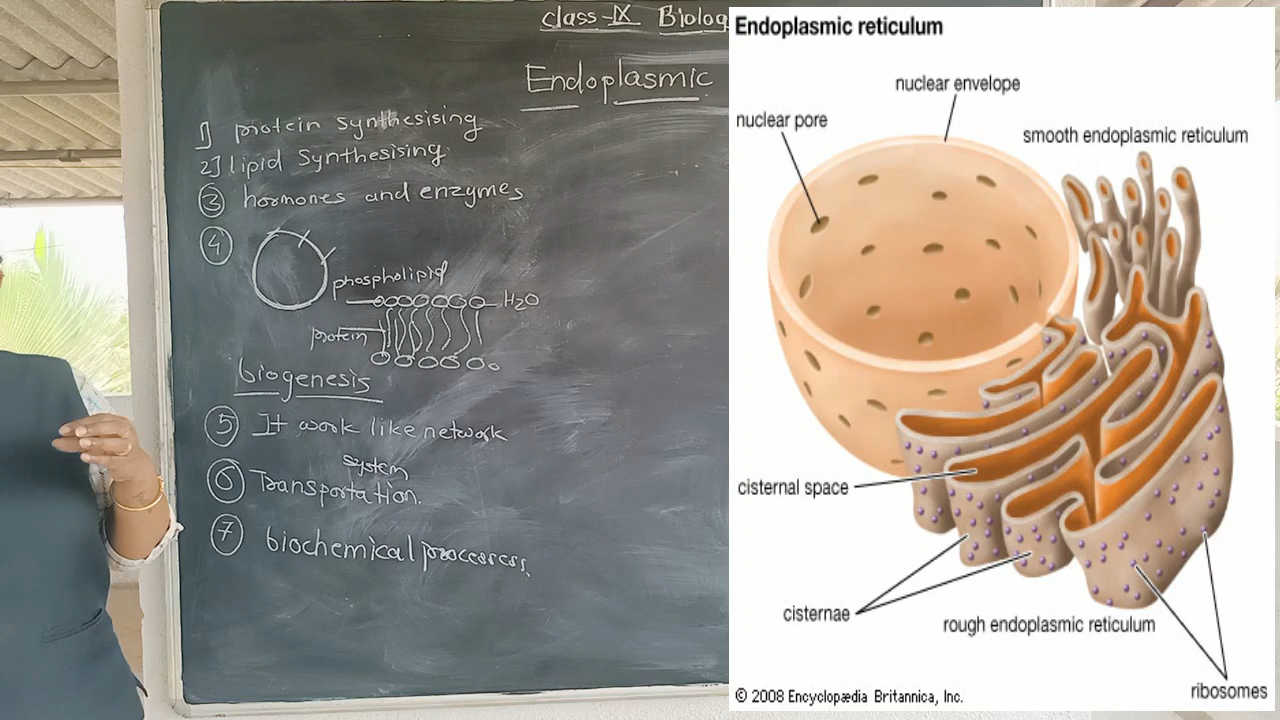 class-IX Biolog
Endoplasmic
1) protein synthesising
2] lipid synthesising
③ hormones and enzymes
④
phospholipid
H2O
protein
biogenesis
⑤ It work like network
system
⑥ Transportation.
⑦ biochemical processess.
Endoplasmic reticulum
nuclear envelope
nuclear pore
smooth endoplasmic reticulum
cisternal space
cisternae
rough endoplasmic reticulum
ribosomes
© 2008 Encyclopædia Britannica, Inc.